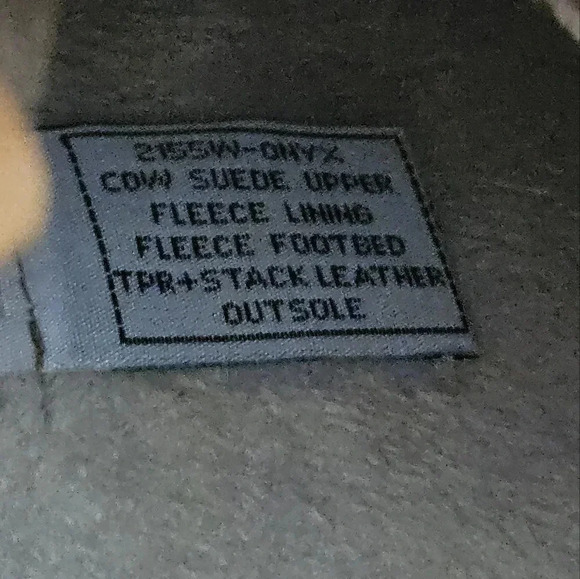 2155W-ONYX
COW SUEDE UPPER
FLEECE LINING
FLEECE FOOTBED
TPR+STACK LEATHER
OUTSOLE